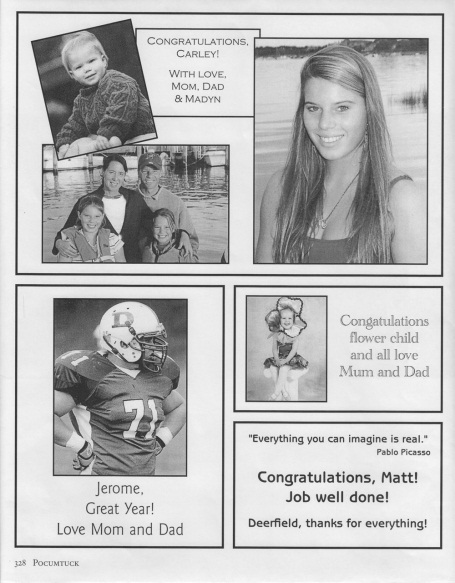 CONGRATULATIONS,
CARLEY!
WITH LOVE,
MOM, DAD
& MADYN
D
71
71
Jerome,
Great Year!
Love Mom and Dad
Congatulations
flower child
and all love
Mum and Dad
"Everything you can imagine is real."
Pablo Picasso
Congratulations, Matt!
Job well done!
Deerfield, thanks for everything!
328 POCUMTUCK